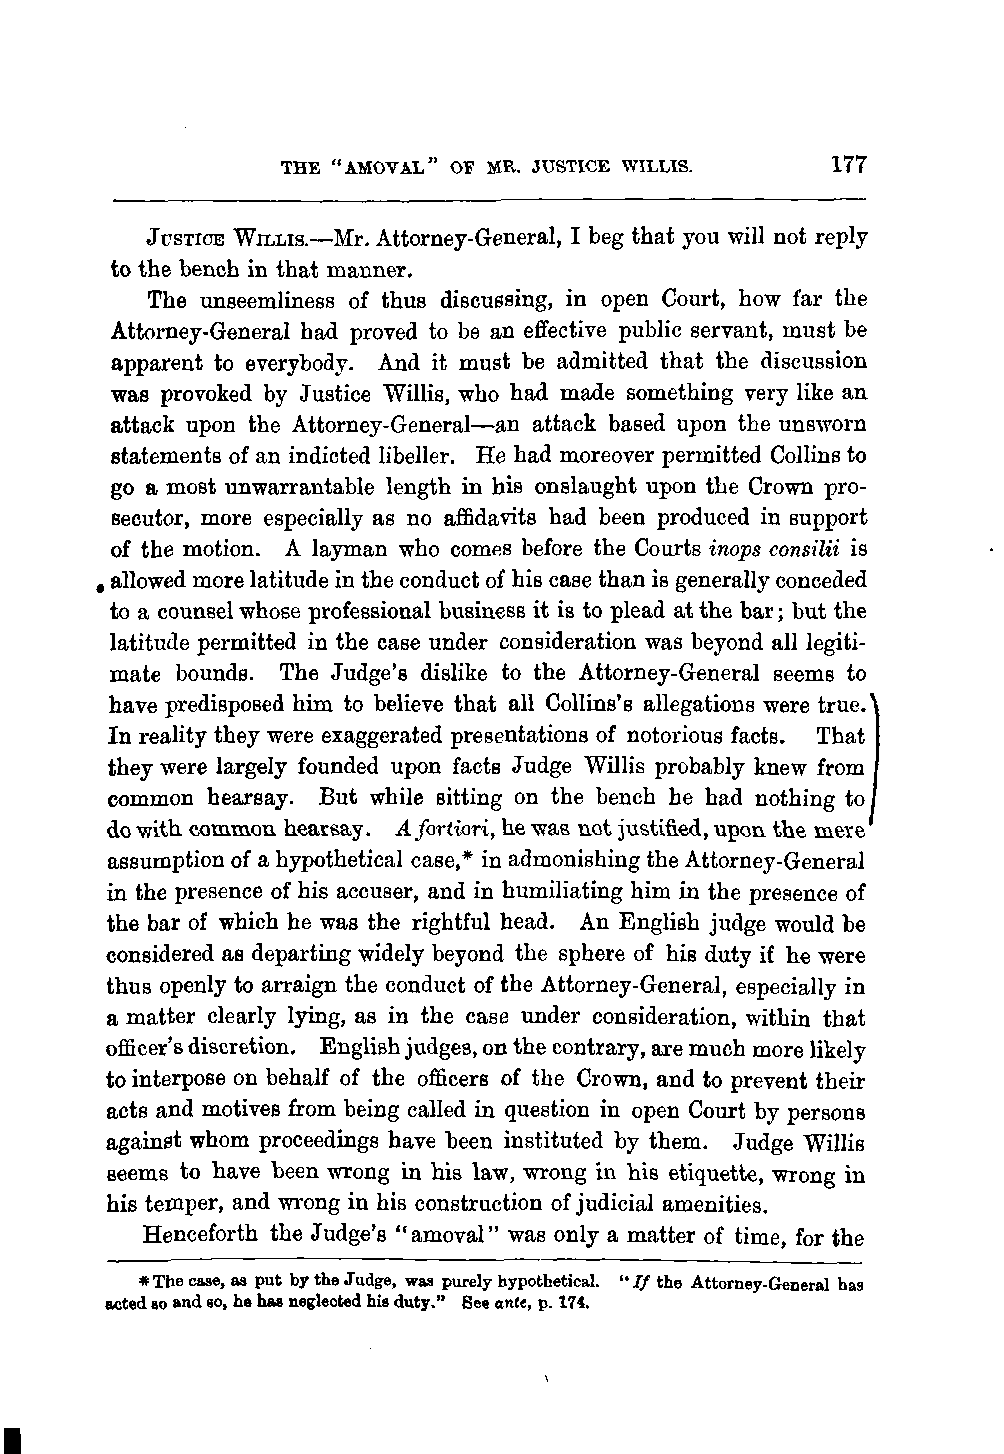 THE "AMOVAL" OF MR. JUSTICE WILLIS. 177
JUSTICE WILLIS.—Mr. Attorney-General, I beg that you will not reply
to the bench in that manner.
The unseemliness of thus discussing, in open Court, how far the
Attorney-General had proved to be an effective public servant, must be
apparent to everybody. And it must be admitted that the discussion
was provoked by Justice Willis, who had made something very like an
attack upon the Attorney-General—an attack based upon the unsworn
statements of an indicted libeller. He had moreover permitted Collins to
go a most unwarrantable length in his onslaught upon the Crown pro-
secutor, more especially as no affidavits had been produced in support
of the motion. A layman who comes before the Courts inops consilii is
allowed more latitude in the conduct of his case than is generally conceded
to a counsel whose professional business it is to plead at the bar; but the
latitude permitted in the case under consideration was beyond all legiti-
mate bounds. The Judge's dislike to the Attorney-General seems to
have predisposed him to believe that all Collins's allegations were true.
In reality they were exaggerated presentations of notorious facts. That
they were largely founded upon facts Judge Willis probably knew from
common hearsay. But while sitting on the bench he had nothing to
do with common hearsay. A fortiori, he was not justified, upon the mere
assumption of a hypothetical case,* in admonishing the Attorney-General
in the presence of his accuser, and in humiliating him in the presence of
the bar of which he was the rightful head. An English judge would be
considered as departing widely beyond the sphere of his duty if he were
thus openly to arraign the conduct of the Attorney-General, especially in
a matter clearly lying, as in the case under consideration, within that
officer's discretion. English judges, on the contrary, are much more likely
to interpose on behalf of the officers of the Crown, and to prevent their
acts and motives from being called in question in open Court by persons
against whom proceedings have been instituted by them. Judge Willis
seems to have been wrong in his law, wrong in his etiquette, wrong in
his temper, and wrong in his construction of judicial amenities.
Henceforth the Judge's "amoval" was only a matter of time, for the
*The case, as put by the Judge, was purely hypothetical. "If the Attorney-General has
acted so and so, he has neglected his duty." See ante, p. 174.